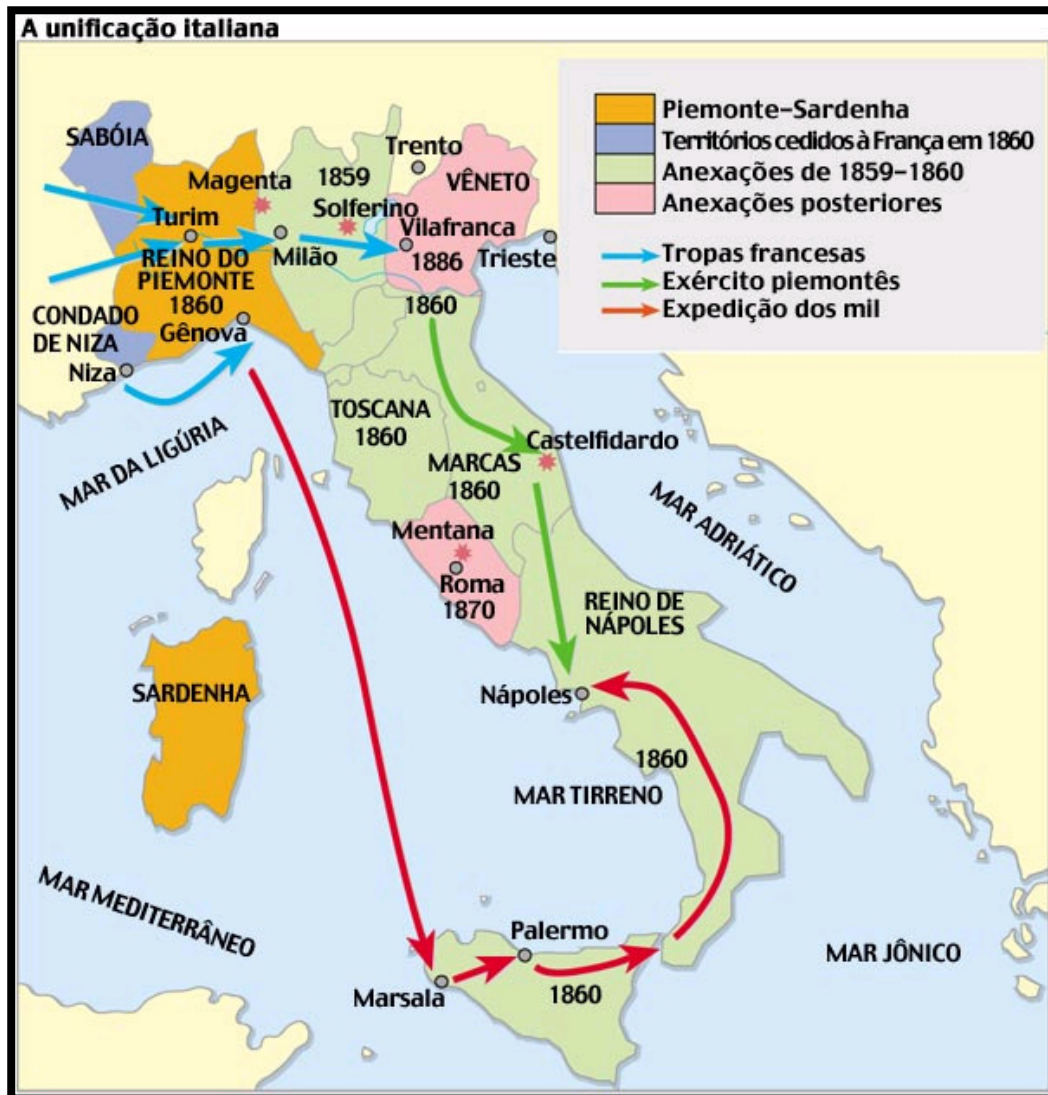 A unificação italiana
Piemonte-Sardenha
Territórios cedidos à França em 1860
Anexações de 1859-1860
Anexações posteriores
Tropas francesas
Exército piemontês
Expedição dos mil
SABÓIA
Trento
1859
VÊNETO
Magenta
Solferino
Turim
Vilafranca
Milão
1886
Trieste
REINO DO
PIEMONTE
1860
1860
CONDADO
DE NIZA
Gênova
Niza
TOSCANA
1860
MAR DA LIGÚRIA
Castelfidardo
MARCAS
1860
MAR ADRIÁTICO
Mentana
Roma
1870
REINO DE
NÁPOLES
SARDENHA
Nápoles
1860
MAR TIRRENO
MAR MEDITERRÂNEO
Palermo
MAR JÔNICO
Marsala
1860